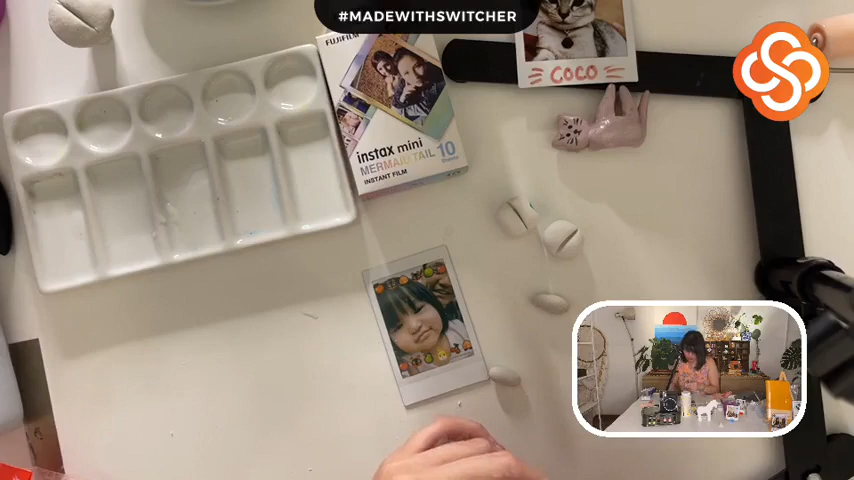 #MADEWITHSWITCHER
FUJIFILM
COCO
instax mini
MERMAID TAIL 10
INSTANT FILM